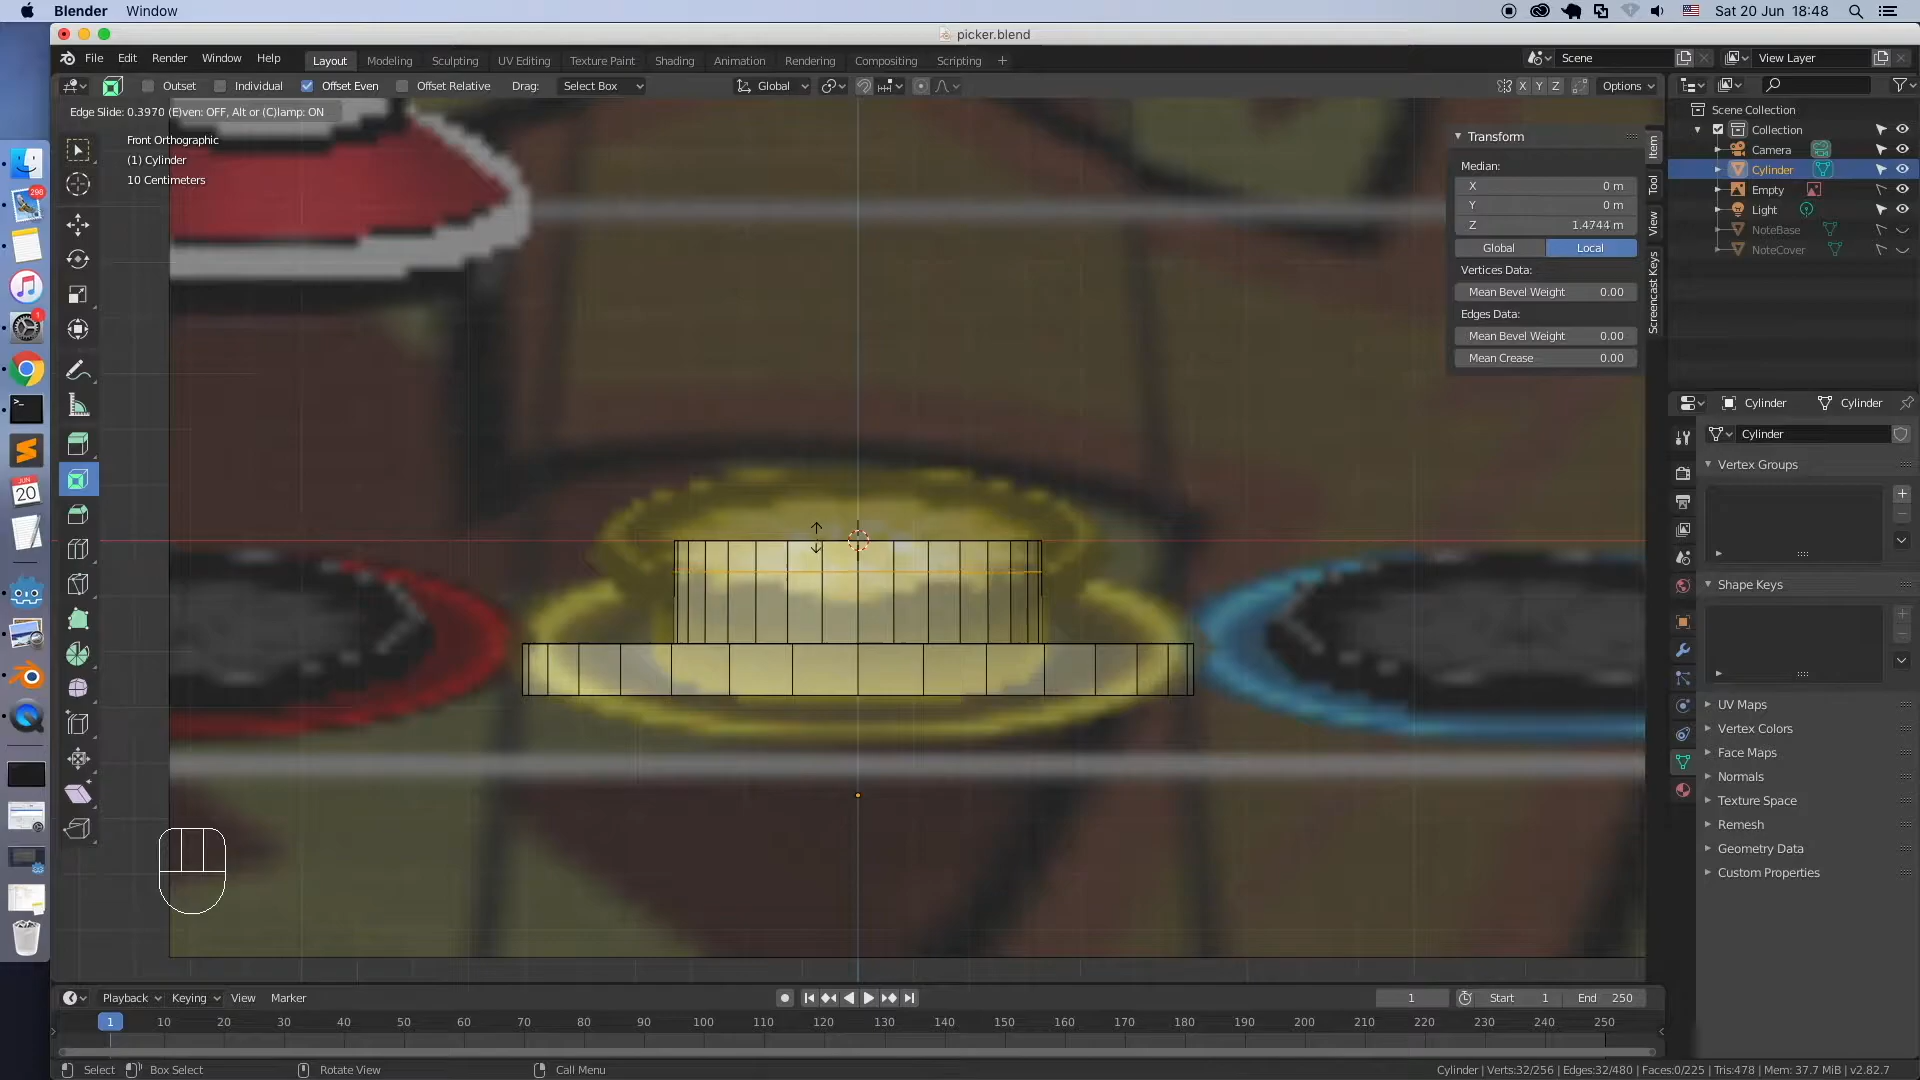 Blender Window
Sat 20 Jun 18:48
picker.blend
File Edit Render Window Help
Layout Modeling Sculpting UV Editing Texture Paint Shading Animation Rendering Compositing Scripting +
Scene
View Layer
Outset Individual Offset Even Offset Relative Drag: Select Box
Global
X Y Z Options
Edge Slide: 0.3970 (E)ven: OFF, Alt or (C)lamp: ON
Front Orthographic
(1) Cylinder
10 Centimeters
Transform
Median:
X 0 m
Y 0 m
Z 1.4744 m
Global Local
Vertices Data:
Mean Bevel Weight 0.00
Edges Data:
Mean Bevel Weight 0.00
Mean Crease 0.00
Item
Tool
View
Screencast Keys
Scene Collection
Collection
Camera
Cylinder
Empty
Light
NoteBase
NoteCover
Cylinder Cylinder
Cylinder
Vertex Groups
Shape Keys
UV Maps
Vertex Colors
Face Maps
Normals
Texture Space
Remesh
Geometry Data
Custom Properties
296
1
JUN
20
Playback Keying View Marker
1 Start 1 End 250
1 10 20 30 40 50 60 70 80 90 100 110 120 130 140 150 160 170 180 190 200 210 220 230 240 250
Select Box Select Rotate View Call Menu
Cylinder | Verts:32/256 | Edges:32/480 | Faces:0/225 | Tris:478 | Mem: 37.7 MiB | v2.82.7